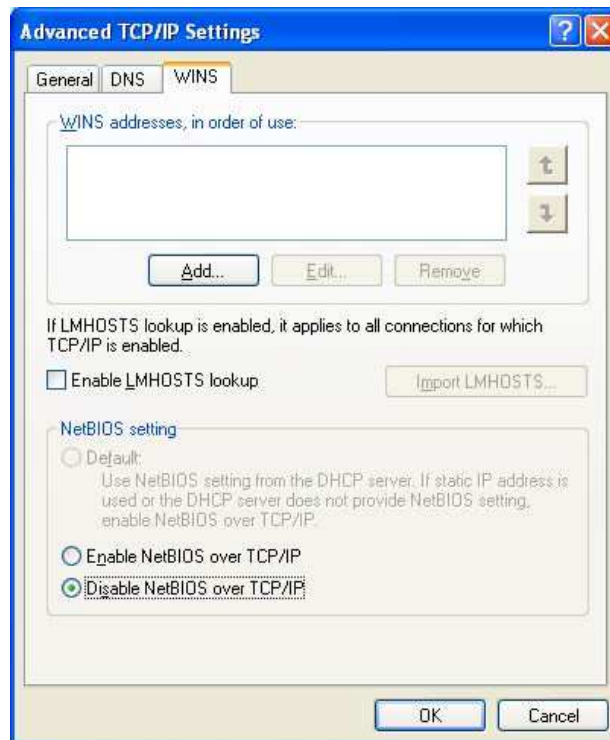 Advanced TCP/IP Settings
General DNS WINS
WINS addresses, in order of use:
Add... Edit... Remove
If LMHOSTS lookup is enabled, it applies to all connections for which
TCP/IP is enabled.
Enable LMHOSTS lookup Import LMHOSTS...
NetBIOS setting
Default:
Use NetBIOS setting from the DHCP server. If static IP address is
used or the DHCP server does not provide NetBIOS setting,
enable NetBIOS over TCP/IP.
Enable NetBIOS over TCP/IP
Disable NetBIOS over TCP/IP
OK Cancel